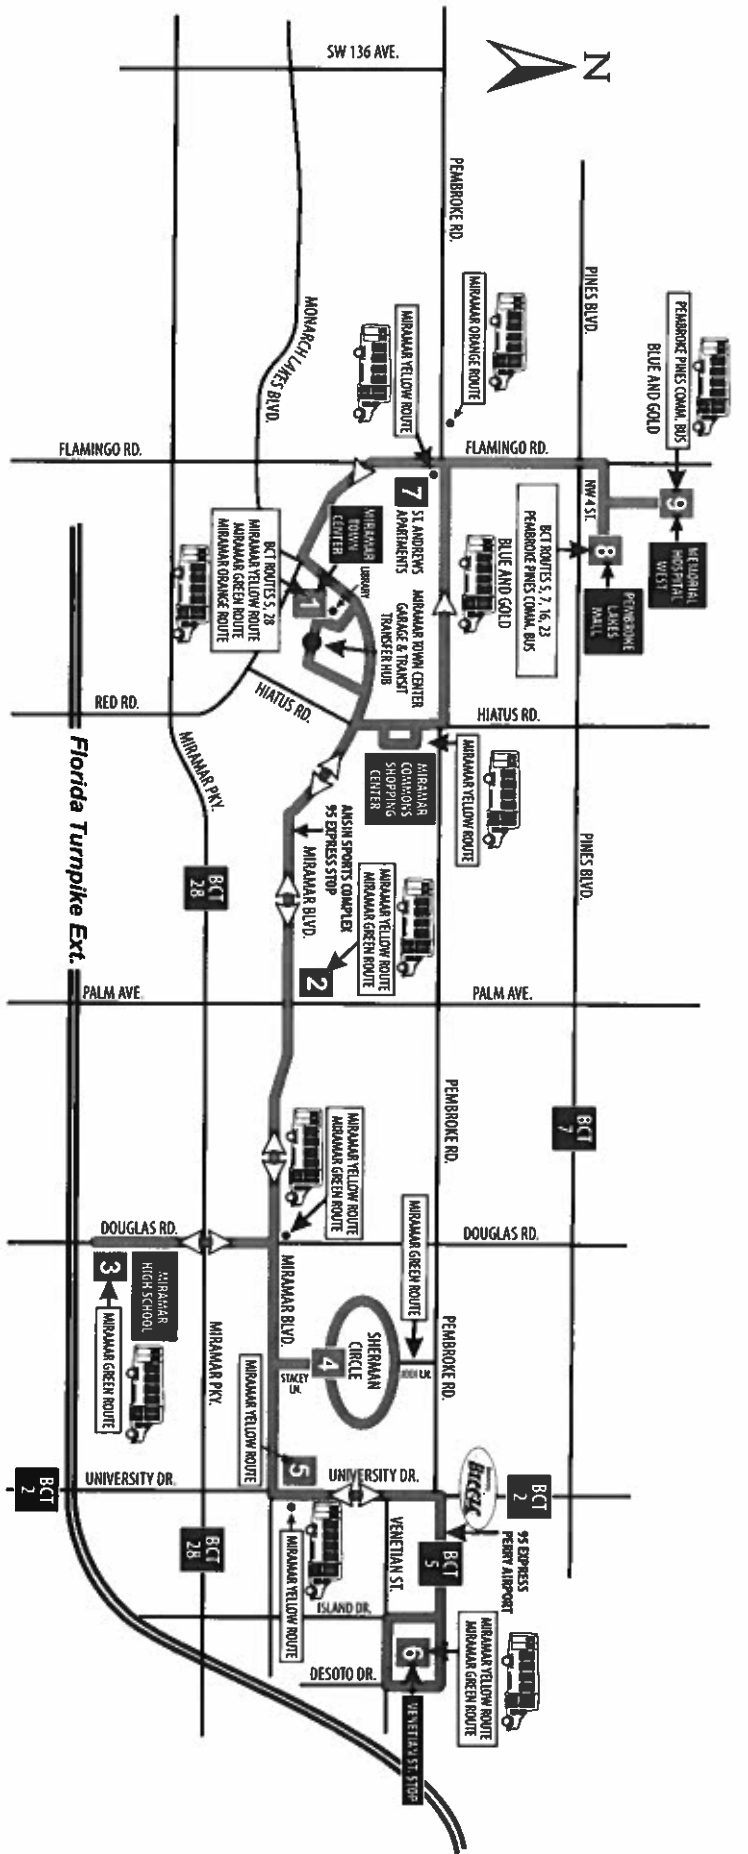 N
SW 136 AVE.
PEMBROKE RD.
PINES BLVD.
MONARCH LAKES BLVD.
MIRAMAR YELLOW ROUTE
MIRAMAR ORANGE ROUTE
PEMBROKE PINES COMM. BUS
BLUE AND GOLD
FLAMINGO RD.
FLAMINGO RD.
NW 4 ST.
9
MEMORIAL
HOSPITAL
WEST
8
PEMBROKE
LAKES
MALL
BCT ROUTES 5, 7, 16, 23
PEMBROKE PINES COMM. BUS
BLUE AND GOLD
7
ST. ANDREWS
APARTMENTS
MIRAMAR
TOWN
CENTER
LIBRARY
1
BCT ROUTES 5, 28
MIRAMAR YELLOW ROUTE
MIRAMAR GREEN ROUTE
MIRAMAR ORANGE ROUTE
MIRAMAR TOWN CENTER
GARAGE & TRANSIT
TRANSFER HUB
RED RD.
HIATUS RD.
HIATUS RD.
MIRAMAR PKY.
Florida Turnpike Ext.
MIRAMAR
COMMONS
SHOPPING
CENTER
MIRAMAR YELLOW ROUTE
ANSIN SPORTS COMPLEX
95 EXPRESS STOP
MIRAMAR BLVD.
PINES BLVD.
BCT
28
MIRAMAR YELLOW ROUTE
MIRAMAR GREEN ROUTE
2
PALM AVE.
PALM AVE.
PEMBROKE RD.
BCT
7
MIRAMAR YELLOW ROUTE
MIRAMAR GREEN ROUTE
DOUGLAS RD.
DOUGLAS RD.
3
MIRAMAR
HIGH SCHOOL
MIRAMAR GREEN ROUTE
MIRAMAR BLVD.
MIRAMAR GREEN ROUTE
SHERMAN
CIRCLE
4
STACEY
LN.
JODI LN.
PEMBROKE RD.
MIRAMAR PKY.
MIRAMAR YELLOW ROUTE
5
UNIVERSITY DR.
UNIVERSITY DR.
BCT
2
BCT
2
Breeze
95 EXPRESS
PERRY AIRPORT
BCT
28
BCT
5
VENETIAN ST.
MIRAMAR YELLOW ROUTE
ISLAND DR.
DESOTO DR.
6
MIRAMAR YELLOW ROUTE
MIRAMAR GREEN ROUTE
VENETIAN ST. STOP